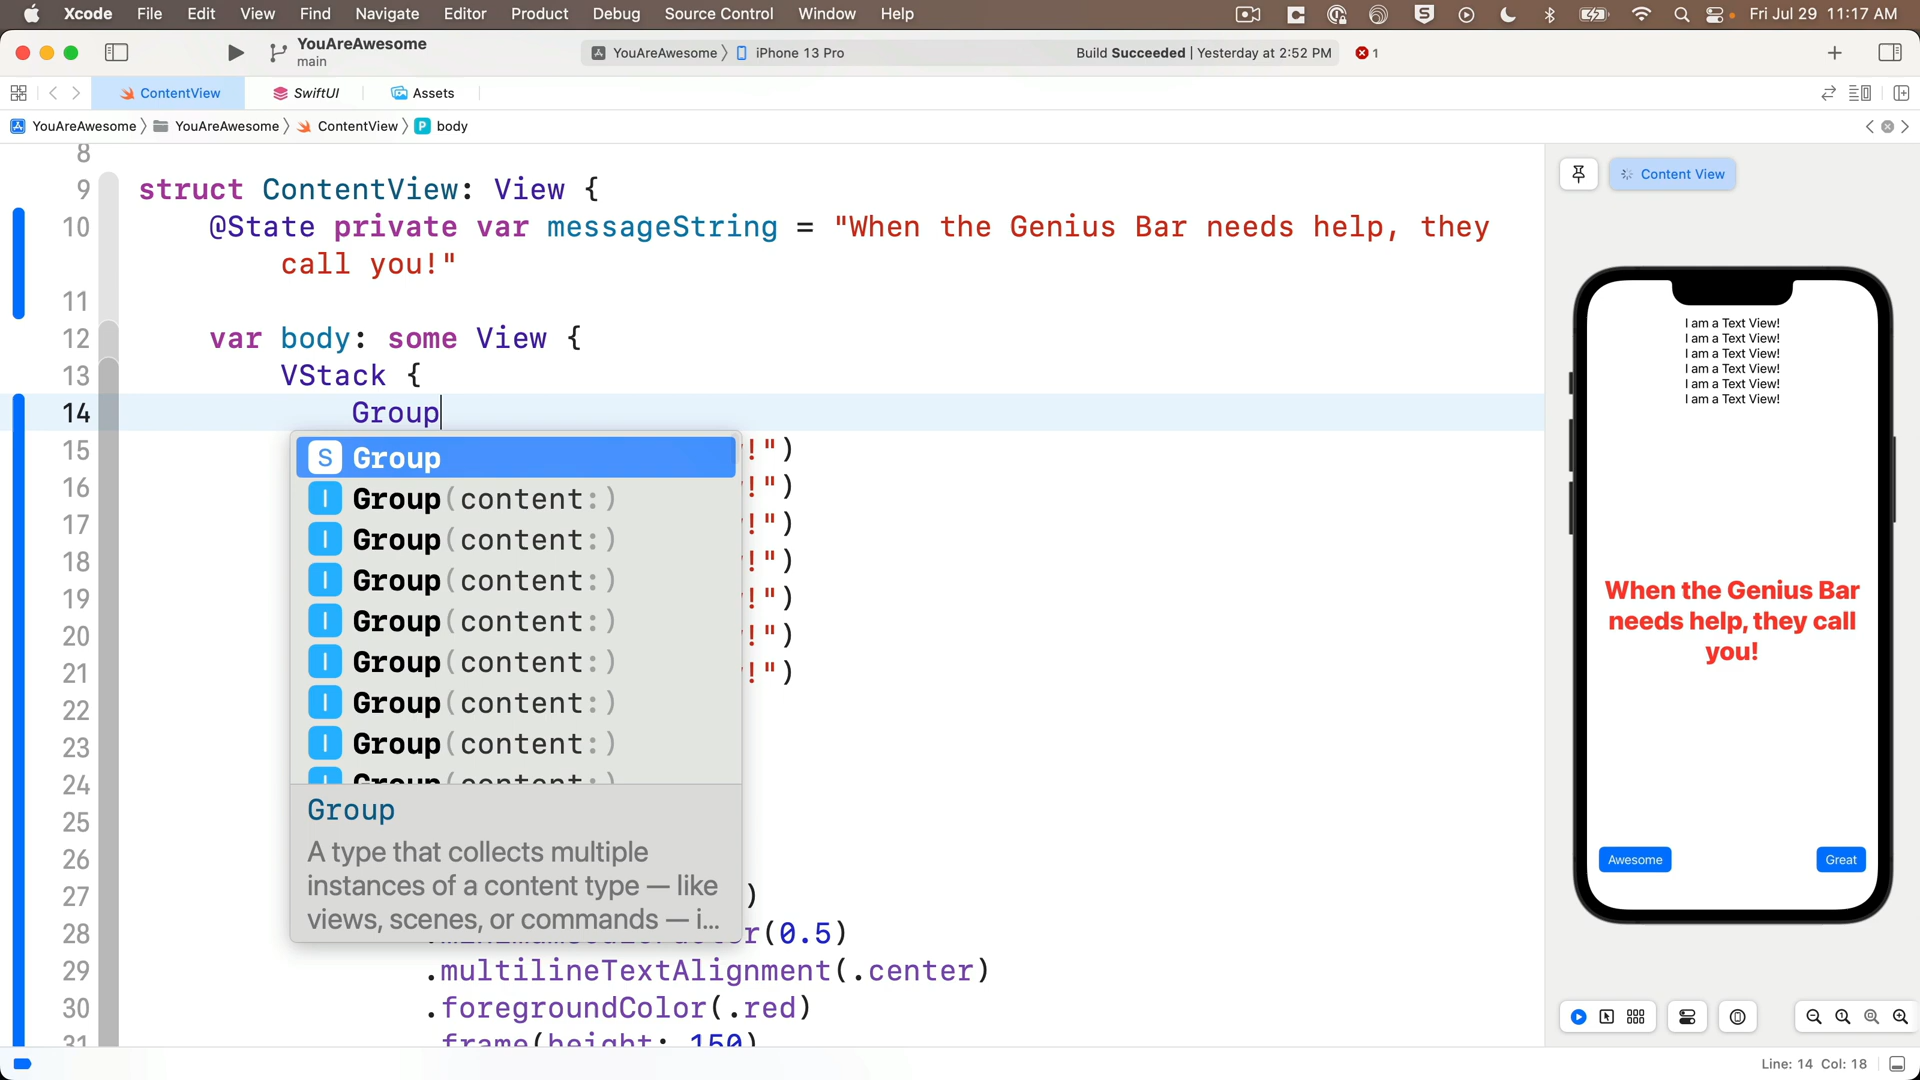 Xcode File Edit View Find Navigate Editor Product Debug Source Control Window Help Fri Jul 29 11:17 AM
YouAreAwesome
main
YouAreAwesome 〉 iPhone 13 Pro Build Succeeded | Yesterday at 2:52 PM 1
ContentView SwiftUI Assets
YouAreAwesome 〉 YouAreAwesome 〉 ContentView 〉 P body
8
9 struct ContentView: View {
10 @State private var messageString = "When the Genius Bar needs help, they
call you!"
11
12 var body: some View {
13 VStack {
14 Group
15 !")
16 !")
17 !")
18 !")
19 !")
20 !")
21 !")
22
23
24
25
26
27 )
28 r(0.5)
29 .multilineTextAlignment(.center)
30 .foregroundColor(.red)
31 .frame(height: 150)
S Group
I Group(content:)
I Group(content:)
I Group(content:)
I Group(content:)
I Group(content:)
I Group(content:)
I Group(content:)
I Group(content:)
Group
A type that collects multiple
instances of a content type — like
views, scenes, or commands — i...
Content View
I am a Text View!
I am a Text View!
I am a Text View!
I am a Text View!
I am a Text View!
I am a Text View!
When the Genius Bar
needs help, they call
you!
Awesome Great
Line: 14 Col: 18